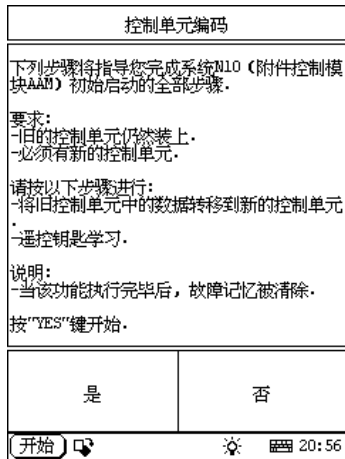 控制单元编码
下列步骤将指导您完成系统N10（附件控制模
块AAM）初始启动的全部步骤.
要求:
-旧的控制单元仍然装上.
-必须有新的控制单元.
请按以下步骤进行:
-将旧控制单元中的数据转移到新的控制单元
.
-遥控钥匙学习.
说明:
-当该功能执行完毕后, 故障记忆被清除.
按"YES"键开始.
是
否
开始
20:56